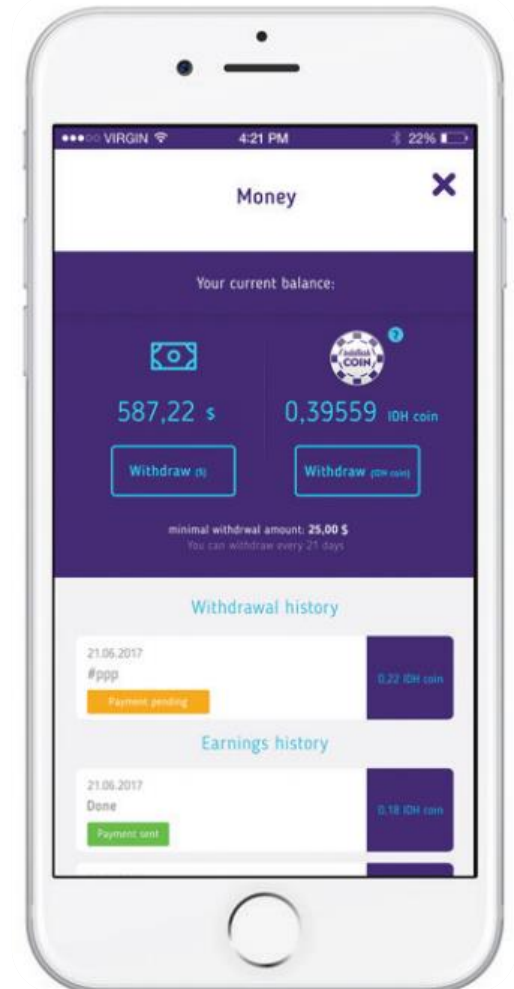 VIRGIN 4:21 PM 22%
Money
Your current balance:
COIN
?
587,22 $ 0,39559 IDH coin
Withdraw ($) Withdraw (IDH coin)
minimal withdrwal amount: 25,00 $
You can withdraw every 21 days
Withdrawal history
21.06.2017
#ppp
0,22 IDH coin
Payment pending
Earnings history
21.06.2017
Done
0,18 IDH coin
Payment sent